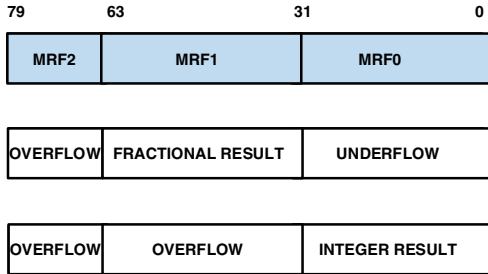 79 63 31 0
MRF2 MRF1 MRF0
OVERFLOW FRACTIONAL RESULT UNDERFLOW
OVERFLOW OVERFLOW INTEGER RESULT